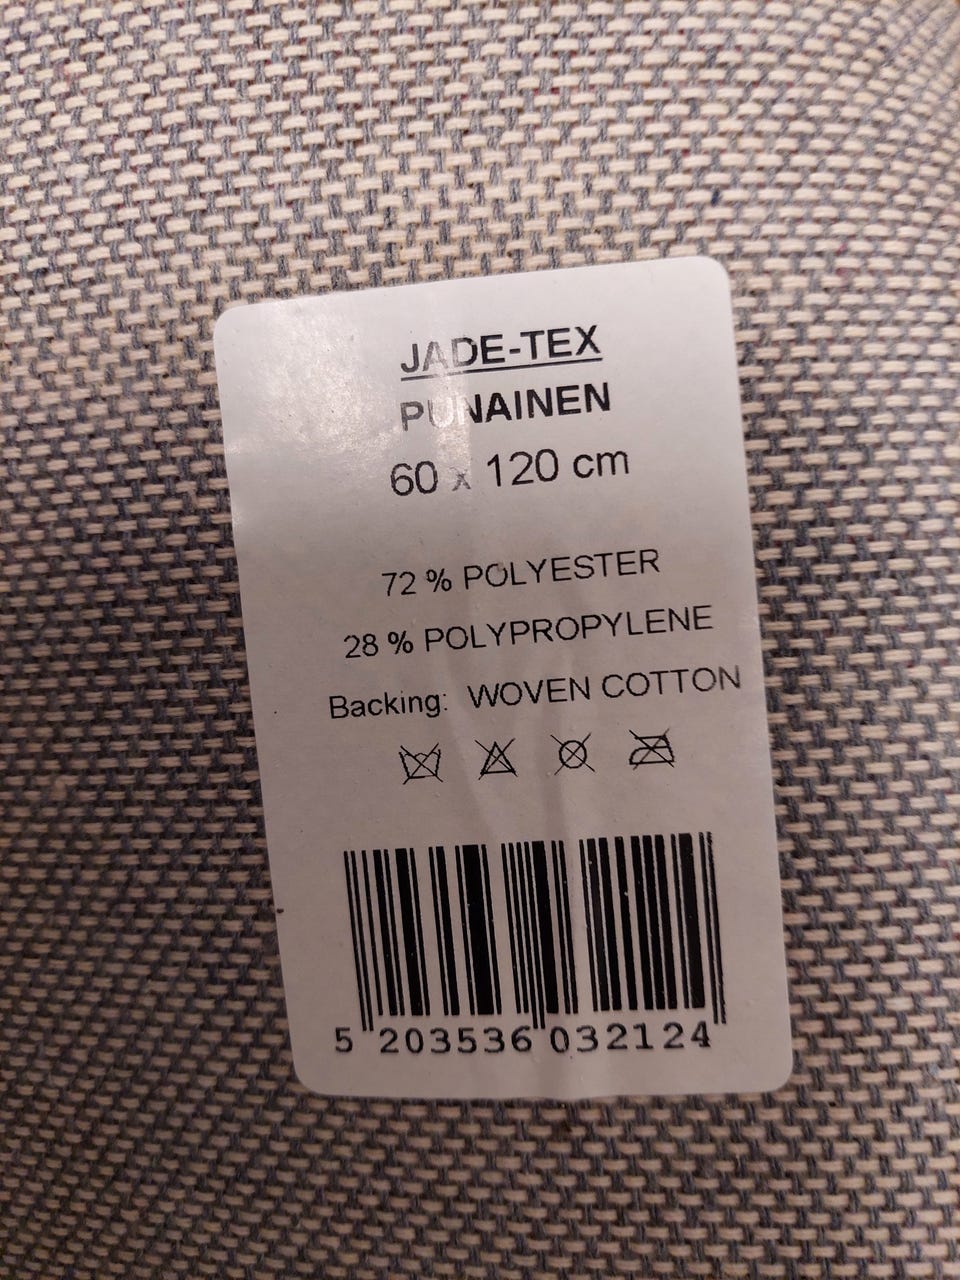 JADE-TEX
PUNAINEN
60 x 120 cm
72 % POLYESTER
28 % POLYPROPYLENE
Backing: WOVEN COTTON
5 203536 032124